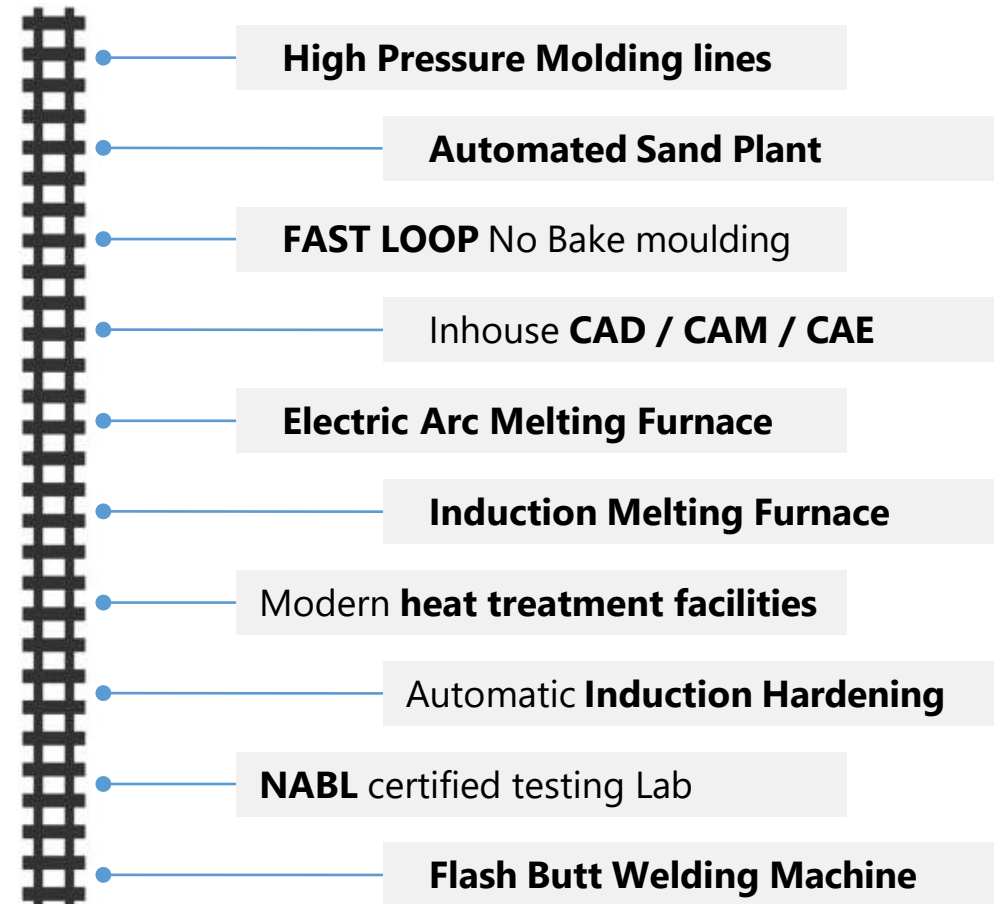 High Pressure Molding lines
Automated Sand Plant
FAST LOOP No Bake moulding
Inhouse CAD / CAM / CAE
Electric Arc Melting Furnace
Induction Melting Furnace
Modern heat treatment facilities
Automatic Induction Hardening
NABL certified testing Lab
Flash Butt Welding Machine